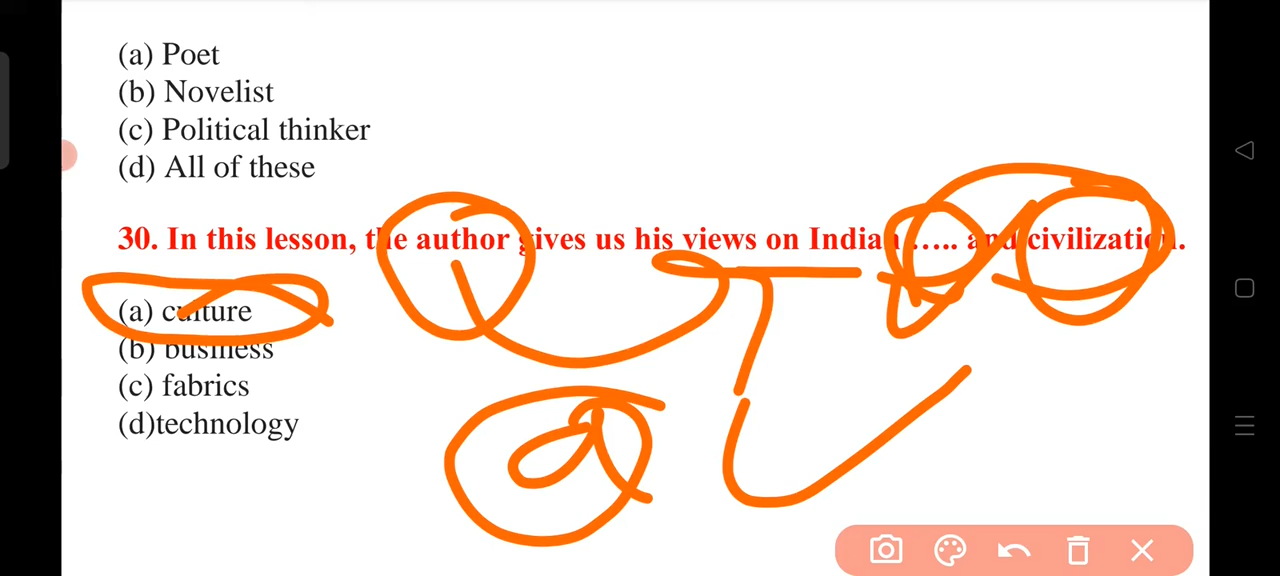 (a) Poet
(b) Novelist
(c) Political thinker
(d) All of these
30. In this lesson, the author gives us his views on Indian ..... and civilization.
(a) culture
(b) business
(c) fabrics
(d)technology
a